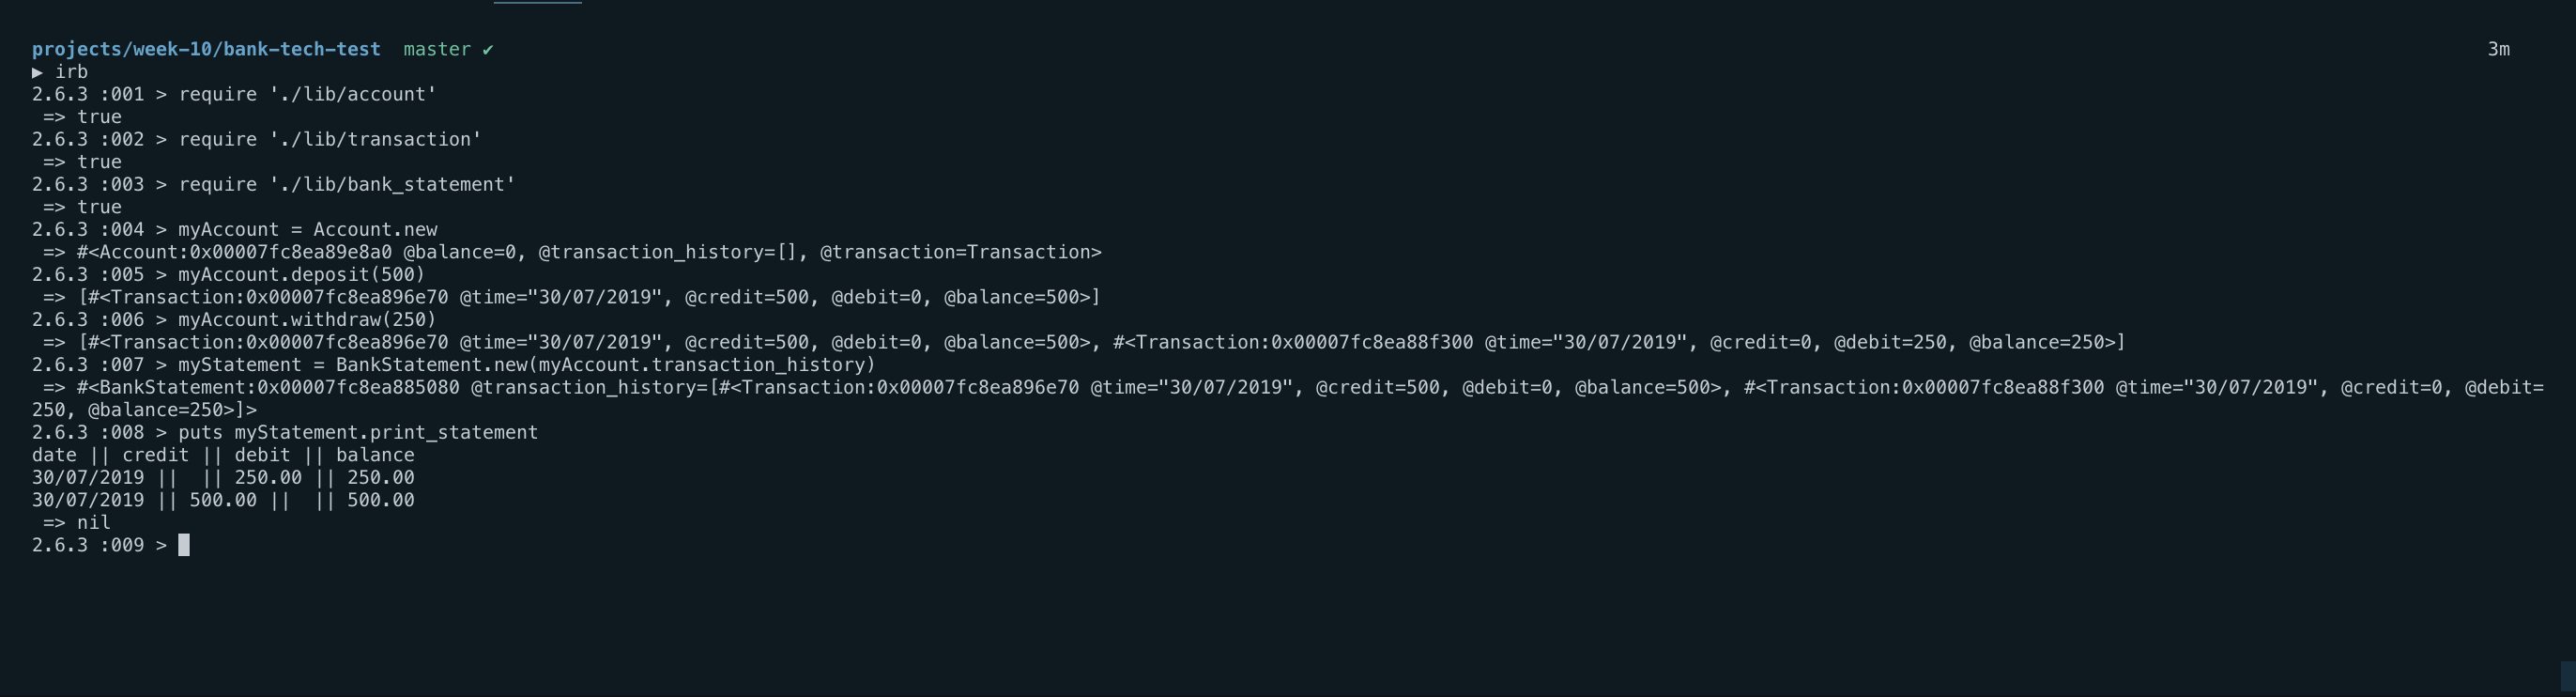 projects/week-10/bank-tech-test  master ✔ 3m
▶ irb
2.6.3 :001 > require './lib/account'
 => true
2.6.3 :002 > require './lib/transaction'
 => true
2.6.3 :003 > require './lib/bank_statement'
 => true
2.6.3 :004 > myAccount = Account.new
 => #<Account:0x00007fc8ea89e8a0 @balance=0, @transaction_history=[], @transaction=Transaction>
2.6.3 :005 > myAccount.deposit(500)
 => [#<Transaction:0x00007fc8ea896e70 @time="30/07/2019", @credit=500, @debit=0, @balance=500>]
2.6.3 :006 > myAccount.withdraw(250)
 => [#<Transaction:0x00007fc8ea896e70 @time="30/07/2019", @credit=500, @debit=0, @balance=500>, #<Transaction:0x00007fc8ea88f300 @time="30/07/2019", @credit=0, @debit=250, @balance=250>]
2.6.3 :007 > myStatement = BankStatement.new(myAccount.transaction_history)
 => #<BankStatement:0x00007fc8ea885080 @transaction_history=[#<Transaction:0x00007fc8ea896e70 @time="30/07/2019", @credit=500, @debit=0, @balance=500>, #<Transaction:0x00007fc8ea88f300 @time="30/07/2019", @credit=0, @debit=
250, @balance=250>]>
2.6.3 :008 > puts myStatement.print_statement
date || credit || debit || balance
30/07/2019 ||  || 250.00 || 250.00
30/07/2019 || 500.00 ||  || 500.00
 => nil
2.6.3 :009 >